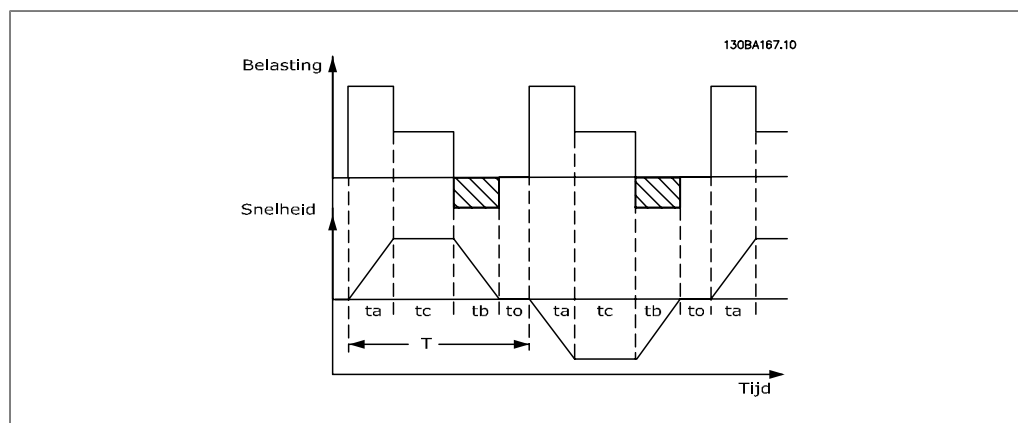 130BA167.10
Belasting
Snelheid
ta tc tb to ta tc tb to ta
T
Tijd